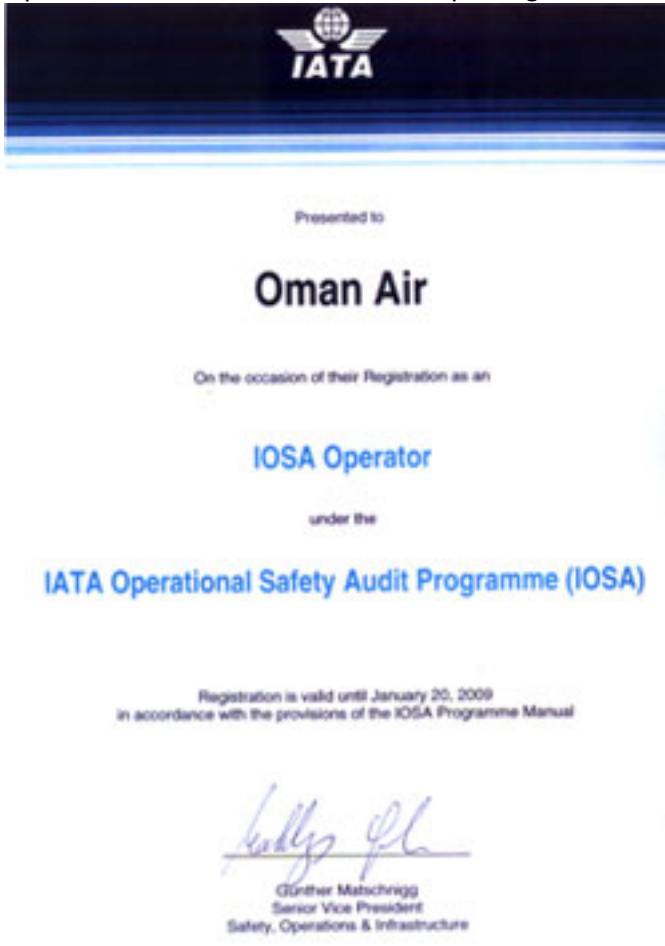 IATA
Presented to
Oman Air
On the occasion of their Registration as an
IOSA Operator
under the
IATA Operational Safety Audit Programme (IOSA)
Registration is valid until January 20, 2009
in accordance with the provisions of the IOSA Programme Manual
Günther Matschnigg
Senior Vice President
Safety, Operations & Infrastructure